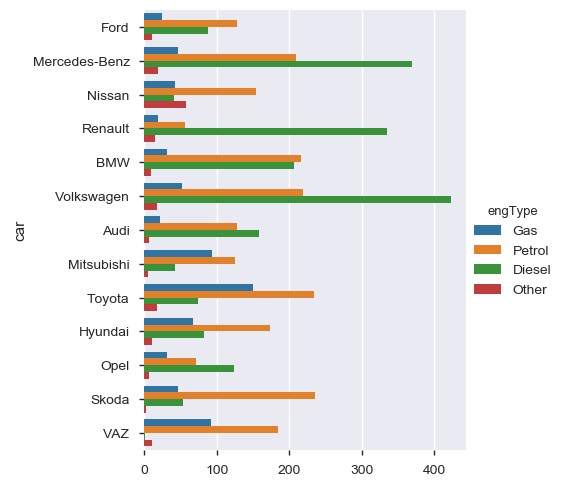 Ford
Mercedes-Benz
Nissan
Renault
BMW
Volkswagen
Audi
Mitsubishi
Toyota
Hyundai
Opel
Skoda
VAZ
car
0 100 200 300 400
engType
Gas
Petrol
Diesel
Other